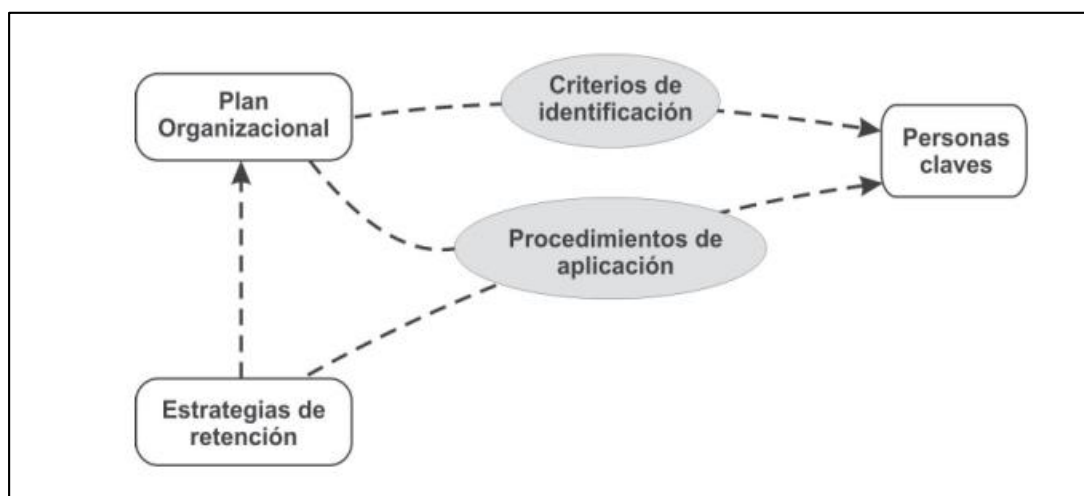 Plan
Organizacional
Criterios de
identificación
Personas
claves
Procedimientos de
aplicación
Estrategias de
retención